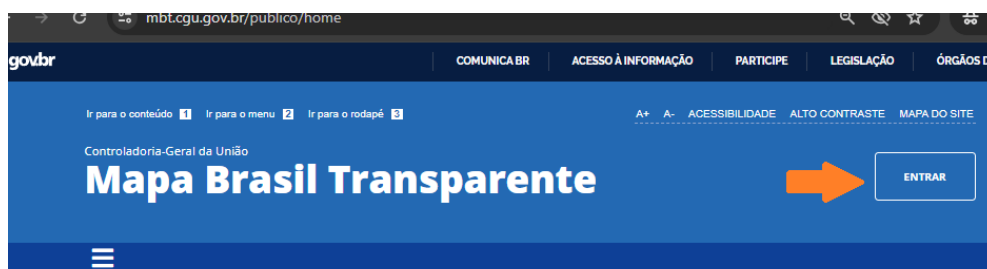 mbt.cgu.gov.br/publico/home
gov.br COMUNICA BR ACESSO À INFORMAÇÃO PARTICIPE LEGISLAÇÃO ÓRGÃOS D
Ir para o conteúdo 1 Ir para o menu 2 Ir para o rodapé 3 A+ A- ACESSIBILIDADE ALTO CONTRASTE MAPA DO SITE
Controladoria-Geral da União
Mapa Brasil Transparente
ENTRAR